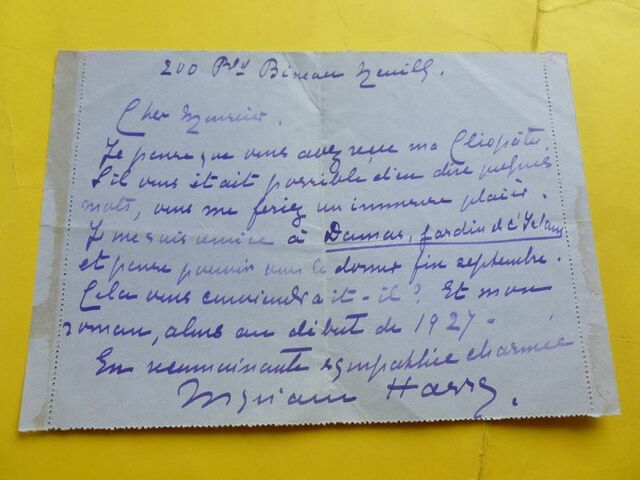 200 Bld Bineau Neuilly.
Cher Monsieur.
Je pense que vous avez reçu ma Cléopâtre.
S'il vous était possible d'en dire quelques
mots, vous me feriez un immense plaisir.
Je me suis remise à Damas, Jardin de l'Islam
et pense pouvoir vous le donner fin septembre.
Cela vous conviendrait-il? Et mon
roman, alors au début de 1927-
En reconnaissante sympathie charmée
Myriam Harry.